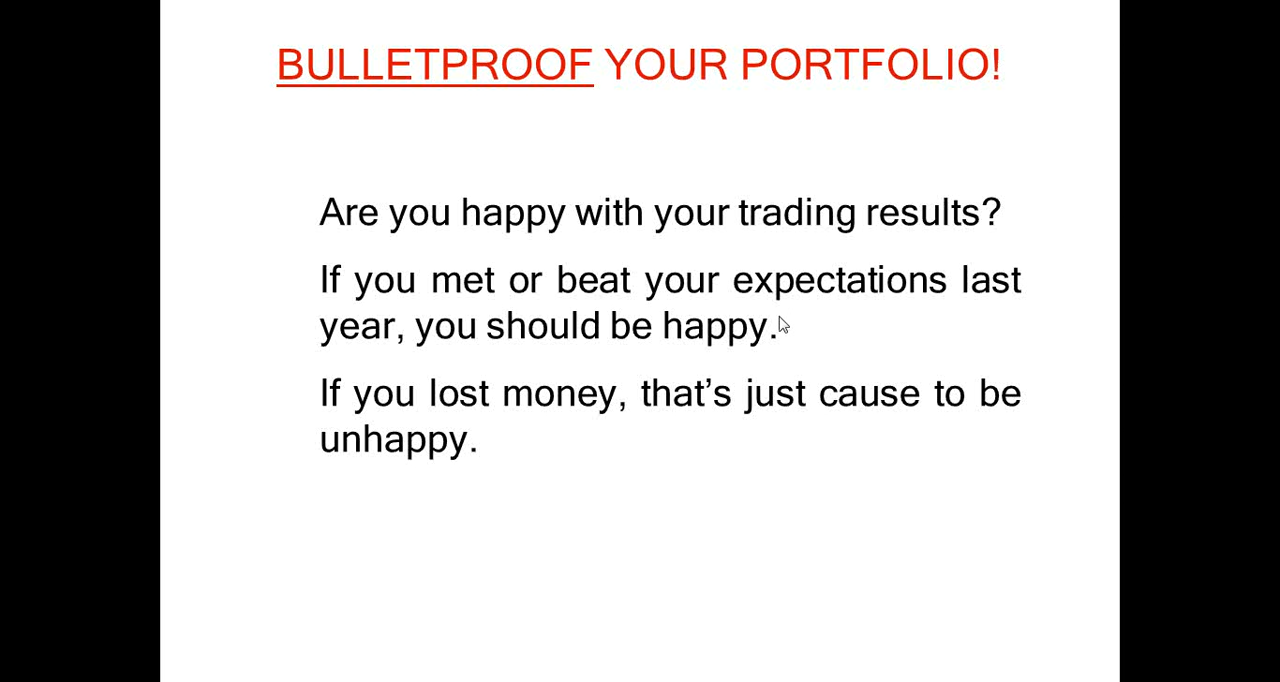 BULLETPROOF YOUR PORTFOLIO!
Are you happy with your trading results?
If you met or beat your expectations last
year, you should be happy.
If you lost money, that’s just cause to be
unhappy.